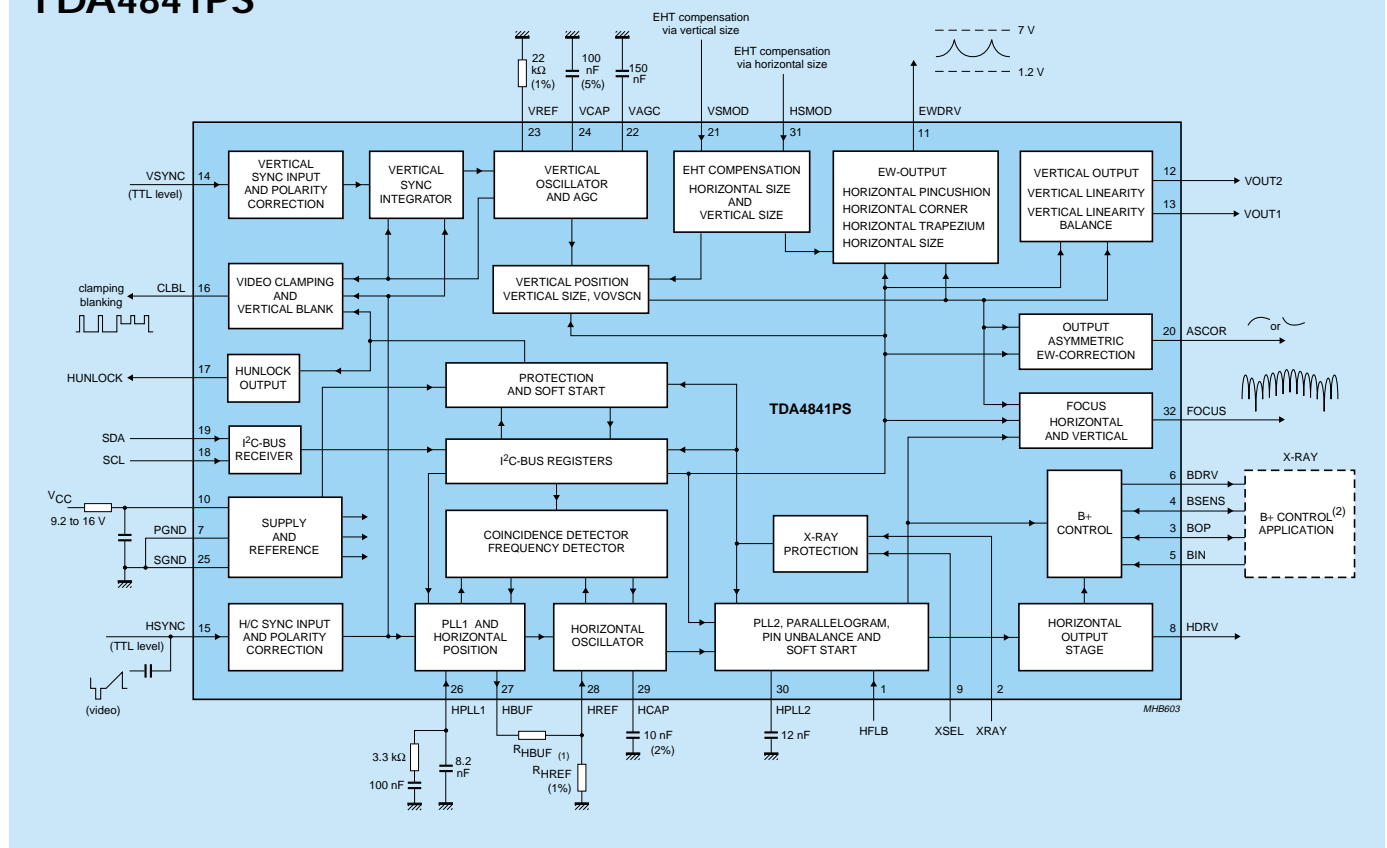 TDA4841PS
EHT compensation
via vertical size
EHT compensation
via horizontal size
7 V
1.2 V
22
kΩ
(1%)
100
nF
(5%)
150
nF
VREF
VCAP
VAGC
VSMOD
HSMOD
EWDRV
23
24
22
21
31
11
VSYNC
(TTL level)
14
VERTICAL
SYNC INPUT
AND POLARITY
CORRECTION
VERTICAL
SYNC
INTEGRATOR
VERTICAL
OSCILLATOR
AND AGC
EHT COMPENSATION
HORIZONTAL SIZE
AND
VERTICAL SIZE
EW-OUTPUT
HORIZONTAL PINCUSHION
HORIZONTAL CORNER
HORIZONTAL TRAPEZIUM
HORIZONTAL SIZE
VERTICAL OUTPUT
VERTICAL LINEARITY
VERTICAL LINEARITY
BALANCE
12
VOUT2
13
VOUT1
clamping
blanking
CLBL
16
VIDEO CLAMPING
AND
VERTICAL BLANK
VERTICAL POSITION
VERTICAL SIZE, VOVSCN
OUTPUT
ASYMMETRIC
EW-CORRECTION
20
ASCOR
or
HUNLOCK
17
HUNLOCK
OUTPUT
PROTECTION
AND SOFT START
TDA4841PS
FOCUS
HORIZONTAL
AND VERTICAL
32
FOCUS
SDA
19
SCL
18
I2C-BUS
RECEIVER
I2C-BUS REGISTERS
X-RAY
VCC
9.2 to 16 V
10
PGND
7
SGND
25
SUPPLY
AND
REFERENCE
COINCIDENCE DETECTOR
FREQUENCY DETECTOR
X-RAY
PROTECTION
B+
CONTROL
6
BDRV
4
BSENS
3
BOP
5
BIN
B+ CONTROL(2)
APPLICATION
HSYNC
(TTL level)
15
(video)
H/C SYNC INPUT
AND POLARITY
CORRECTION
PLL1 AND
HORIZONTAL
POSITION
HORIZONTAL
OSCILLATOR
PLL2, PARALLELOGRAM,
PIN UNBALANCE AND
SOFT START
HORIZONTAL
OUTPUT
STAGE
8
HDRV
26
27
28
29
30
1
9
2
HPLL1
HBUF
HREF
HCAP
HPLL2
HFLB
XSEL
XRAY
MHB603
3.3 kΩ
100 nF
8.2
nF
RHBUF (1)
RHREF
(1%)
10 nF
(2%)
12 nF